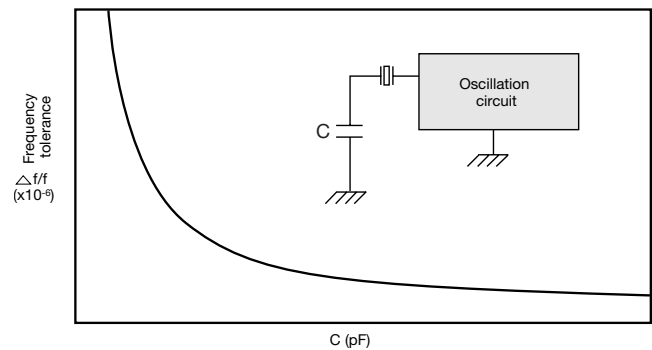 Frequency
tolerance
△f/f
(x10⁻⁶)
Oscillation
circuit
C
C (pF)